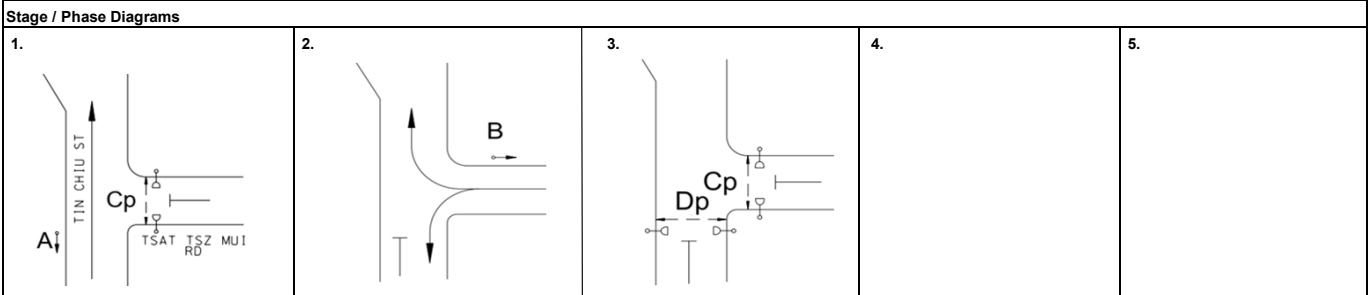 Stage / Phase Diagrams
1.
TIN CHIU ST
Cp
A
TSAT TSZ MUI
RD
2.
B
3.
Cp
Dp
4.
5.